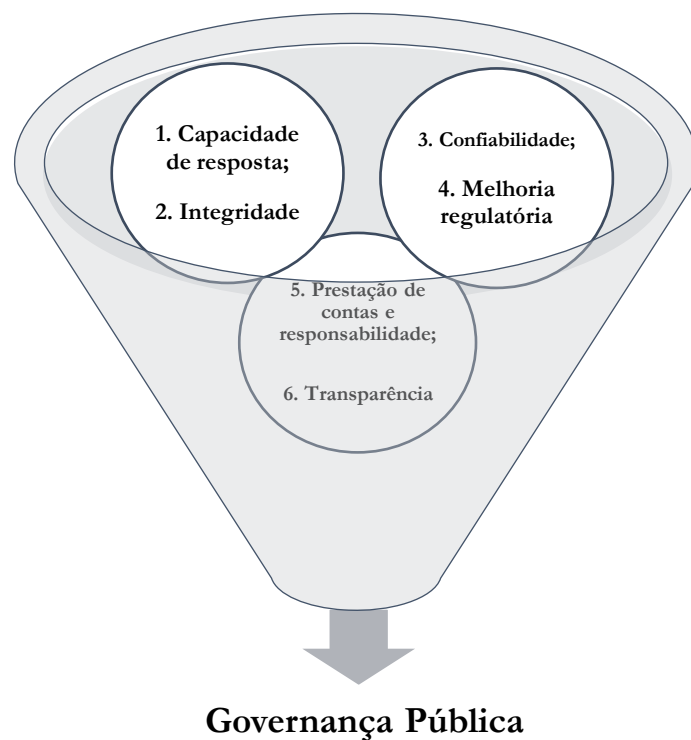 1. Capacidade
de resposta;
2. Integridade
3. Confiabilidade;
4. Melhoria
regulatória
5. Prestação de
contas e
responsabilidade;
6. Transparência
Governança Pública